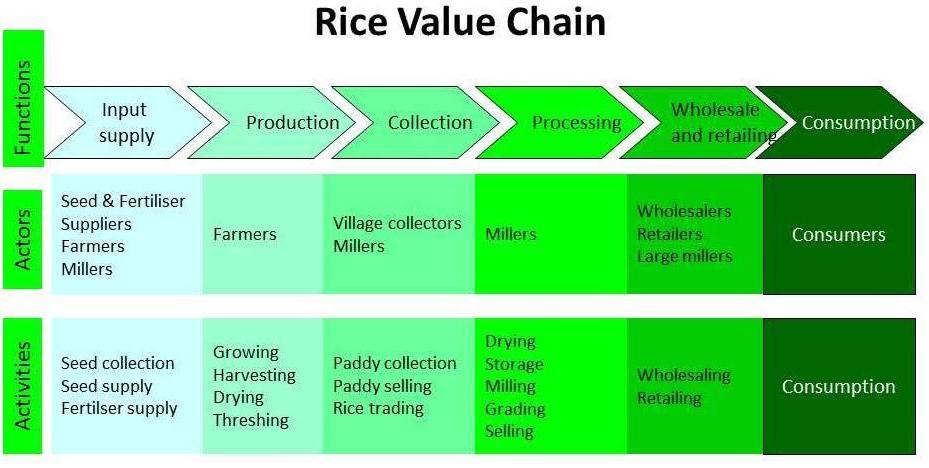 Rice Value Chain
Functions
Input
supply
Production
Collection
Processing
Wholesale
and retailing
Consumption
Actors
Seed & Fertiliser
Suppliers
Farmers
Millers
Farmers
Village collectors
Millers
Millers
Wholesalers
Retailers
Large millers
Consumers
Activities
Seed collection
Seed supply
Fertilser supply
Growing
Harvesting
Drying
Threshing
Paddy collection
Paddy selling
Rice trading
Drying
Storage
Milling
Grading
Selling
Wholesaling
Retailing
Consumption